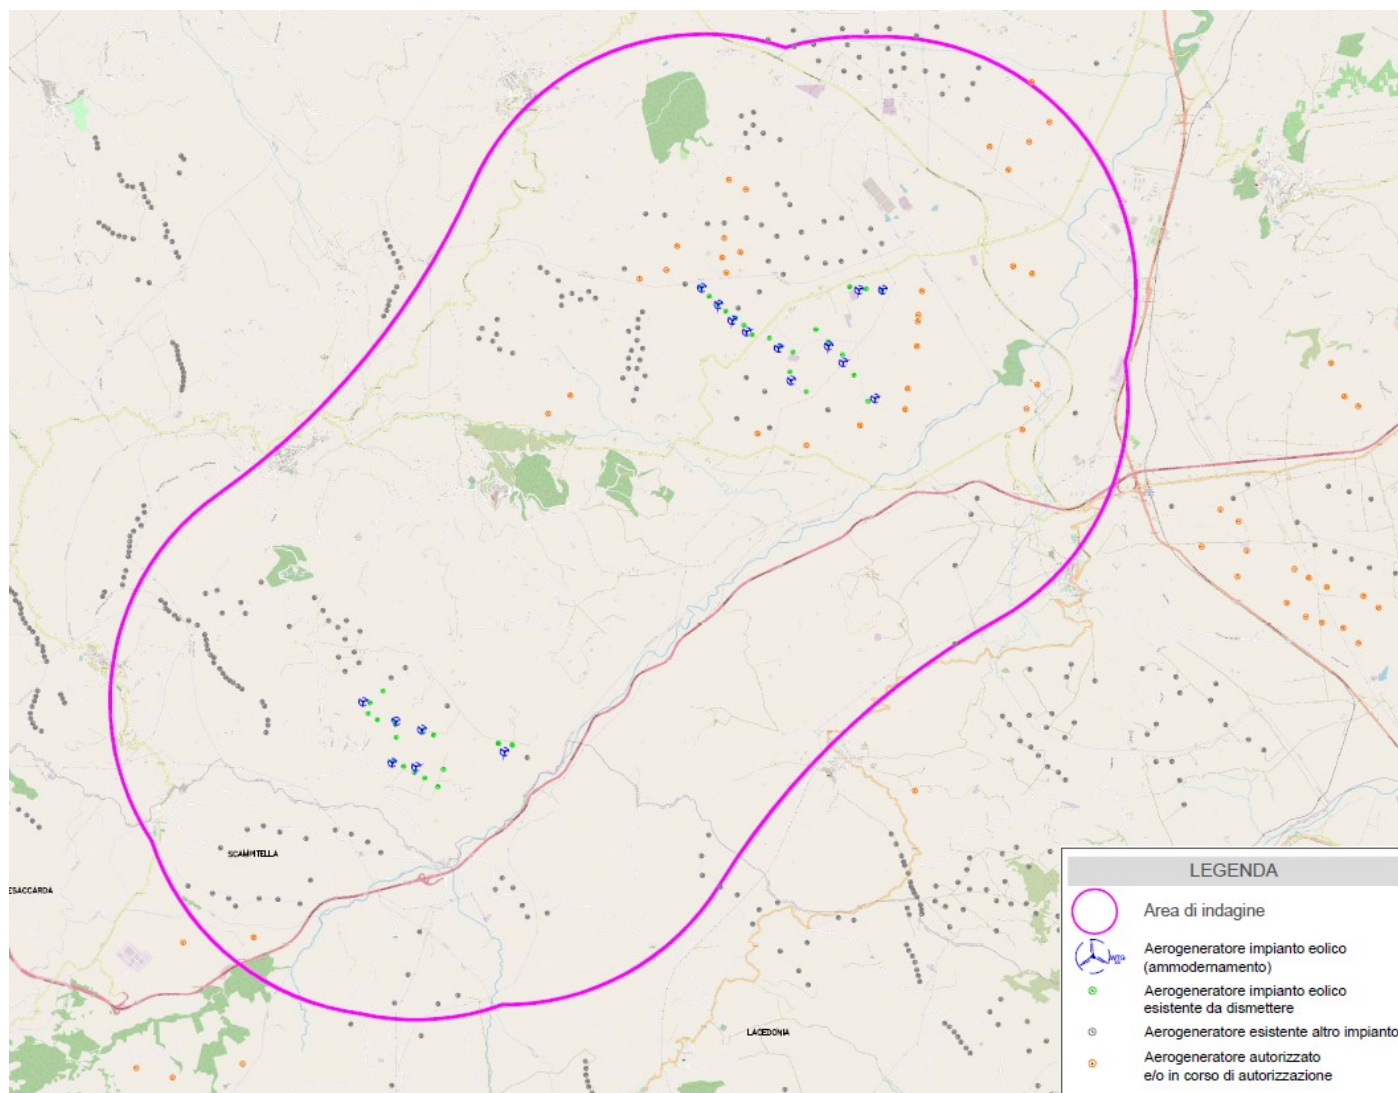 SCAMPITELLA
ESACCARDA
LACEDONIA
LEGENDA
Area di indagine
WTG
Aerogeneratore impianto eolico
(ammodernamento)
Aerogeneratore impianto eolico
esistente da dismettere
Aerogeneratore esistente altro impianto
Aerogeneratore autorizzato
e/o in corso di autorizzazione